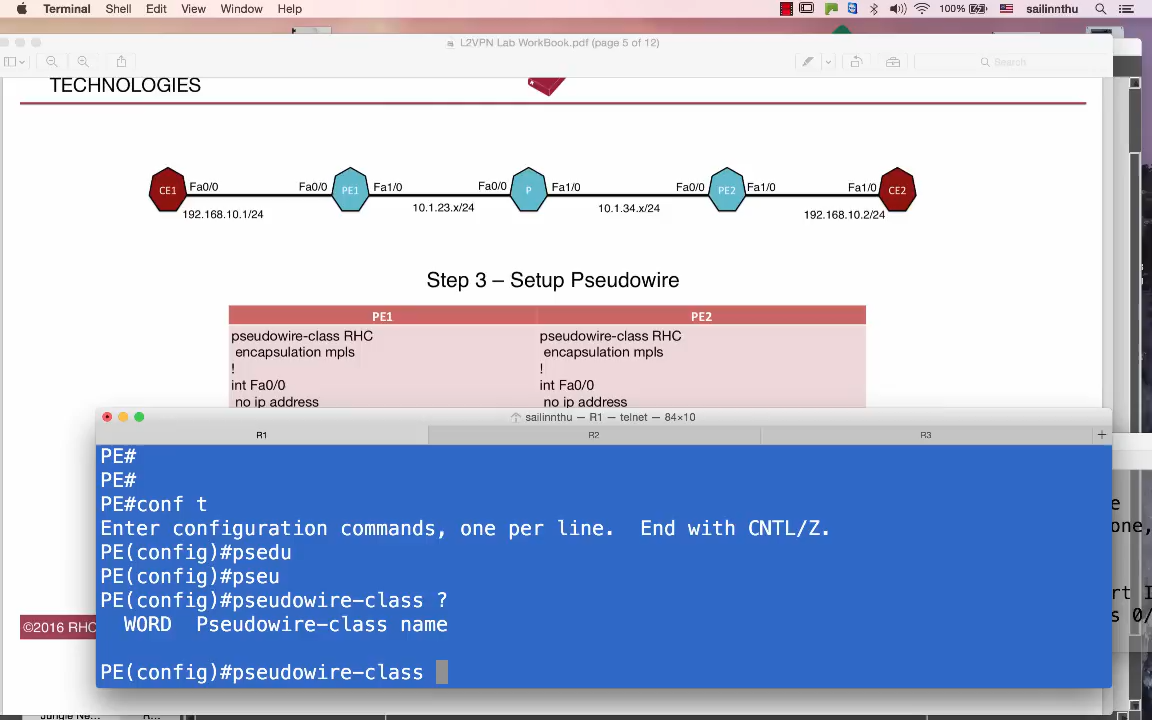 Terminal Shell Edit View Window Help 100% sailinnthu
L2VPN Lab WorkBook.pdf (page 5 of 12)
Search
TECHNOLOGIES
CE1 Fa0/0 Fa0/0 PE1 Fa1/0 Fa0/0 P Fa1/0 Fa0/0 PE2 Fa1/0 Fa1/0 CE2
192.168.10.1/24 10.1.23.x/24 10.1.34.x/24 192.168.10.2/24
Step 3 – Setup Pseudowire
PE1 PE2
pseudowire-class RHC pseudowire-class RHC
encapsulation mpls encapsulation mpls
! !
int Fa0/0 int Fa0/0
no ip address no ip address
sailinnthu — R1 — telnet — 84×10
R1 R2 R3 +
PE#
PE#
PE#conf t
Enter configuration commands, one per line. End with CNTL/Z.
PE(config)#psedu
PE(config)#pseu
PE(config)#pseudowire-class ?
WORD Pseudowire-class name
PE(config)#pseudowire-class
©2016 RHC
one,
rt I
s 0/
Jungle Ne... R...